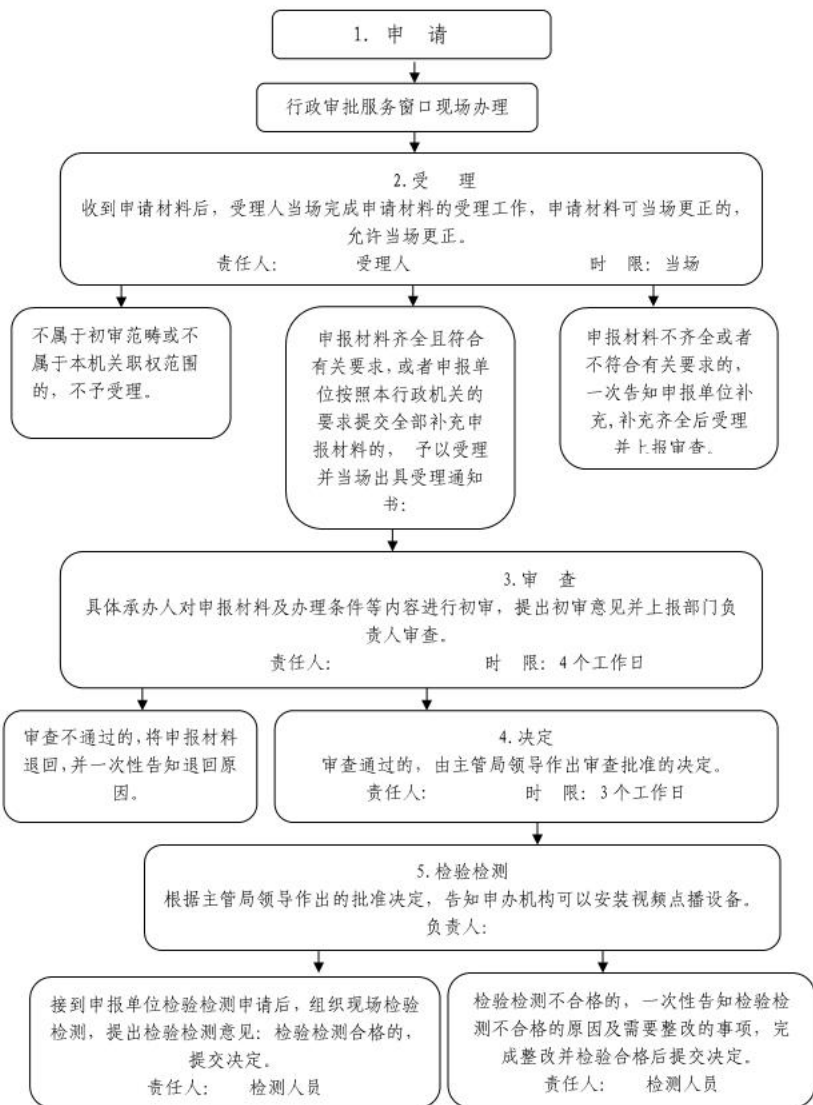 1. 申 请
行政审批服务窗口现场办理
2.受 理
收到申请材料后，受理人当场完成申请材料的受理工作，申请材料可当场更正的，
允许当场更正。
责任人： 受理人 时 限：当场
不属于初审范畴或不
属于本机关职权范围
的，不予受理。
申报材料齐全且符合
有关要求，或者申报单
位按照本行政机关的
要求提交全部补充申
报材料的， 予以受理
并当场出具受理通知
书；
申报材料不齐全或者
不符合有关要求的，
一次告知申报单位补
充，补充齐全后受理
并上报审查。
3.审 查
具体承办人对申报材料及办理条件等内容进行初审，提出初审意见并上报部门负
责人审查。
责任人： 时 限：4个工作日
审查不通过的，将申报材料
退回，并一次性告知退回原
因。
4.决定
审查通过的，由主管局领导作出审查批准的决定。
责任人： 时 限：3个工作日
5.检验检测
根据主管局领导作出的批准决定，告知申办机构可以安装视频点播设备。
负责人：
接到申报单位检验检测申请后，组织现场检验
检测，提出检验检测意见；检验检测合格的，
提交决定。
责任人： 检测人员
检验检测不合格的，一次性告知检验检
测不合格的原因及需要整改的事项，完
成整改并检验合格后提交决定。
责任人： 检测人员